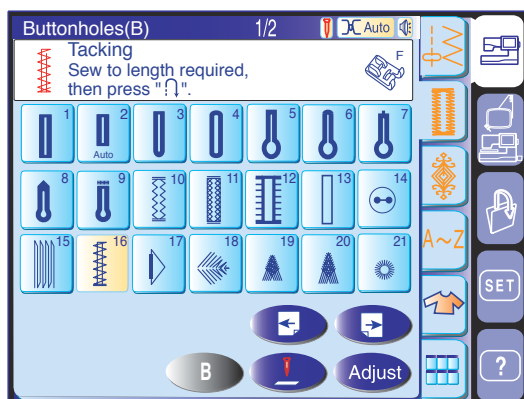 Buttonholes(B) 1/2 Auto
Tacking F
Sew to length required,
then press " ".
1 2 3 4 5 6 7
Auto
8 9 10 11 12 13 14
15 16 17 18 19 20 21
A~Z
SET
B Adjust ?